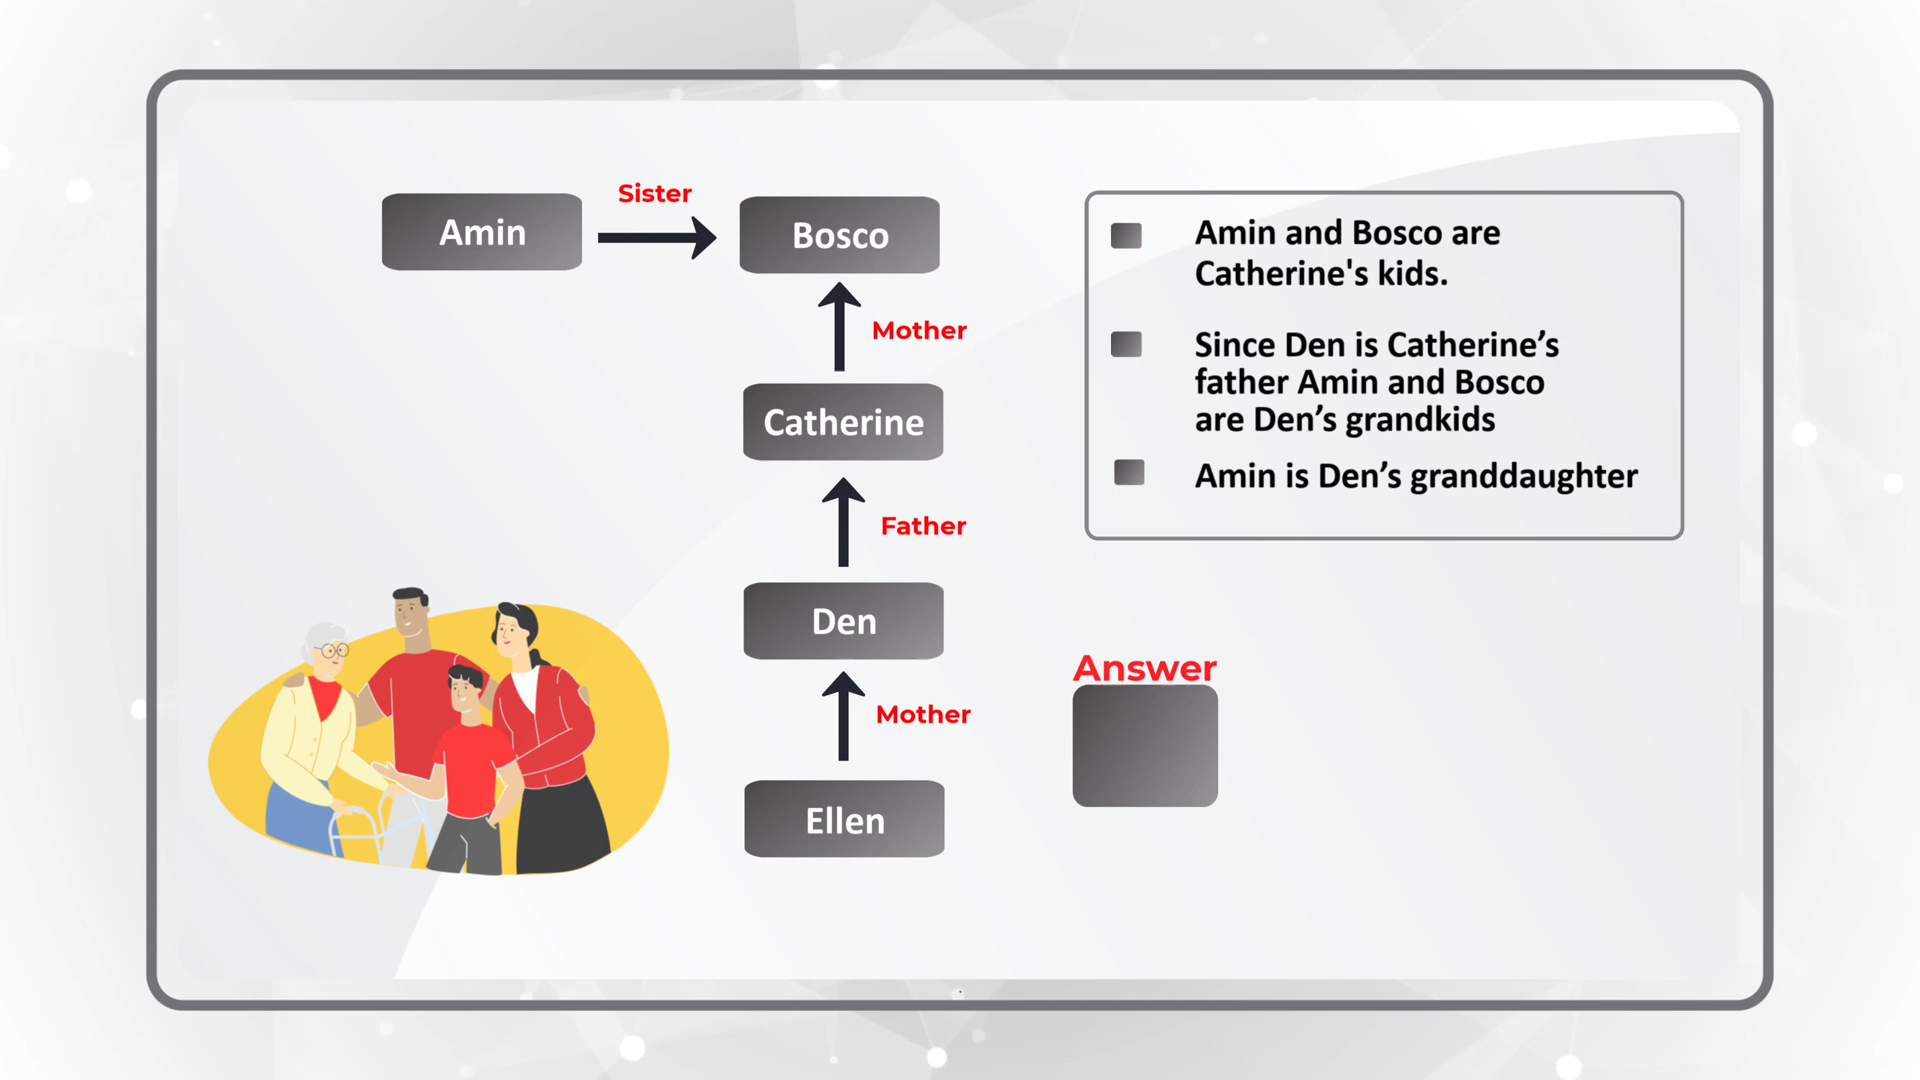 Sister
Amin
Bosco
Mother
Catherine
Father
Den
Mother
Ellen
Amin and Bosco are
Catherine's kids.
Since Den is Catherine’s
father Amin and Bosco
are Den’s grandkids
Amin is Den’s granddaughter
Answer